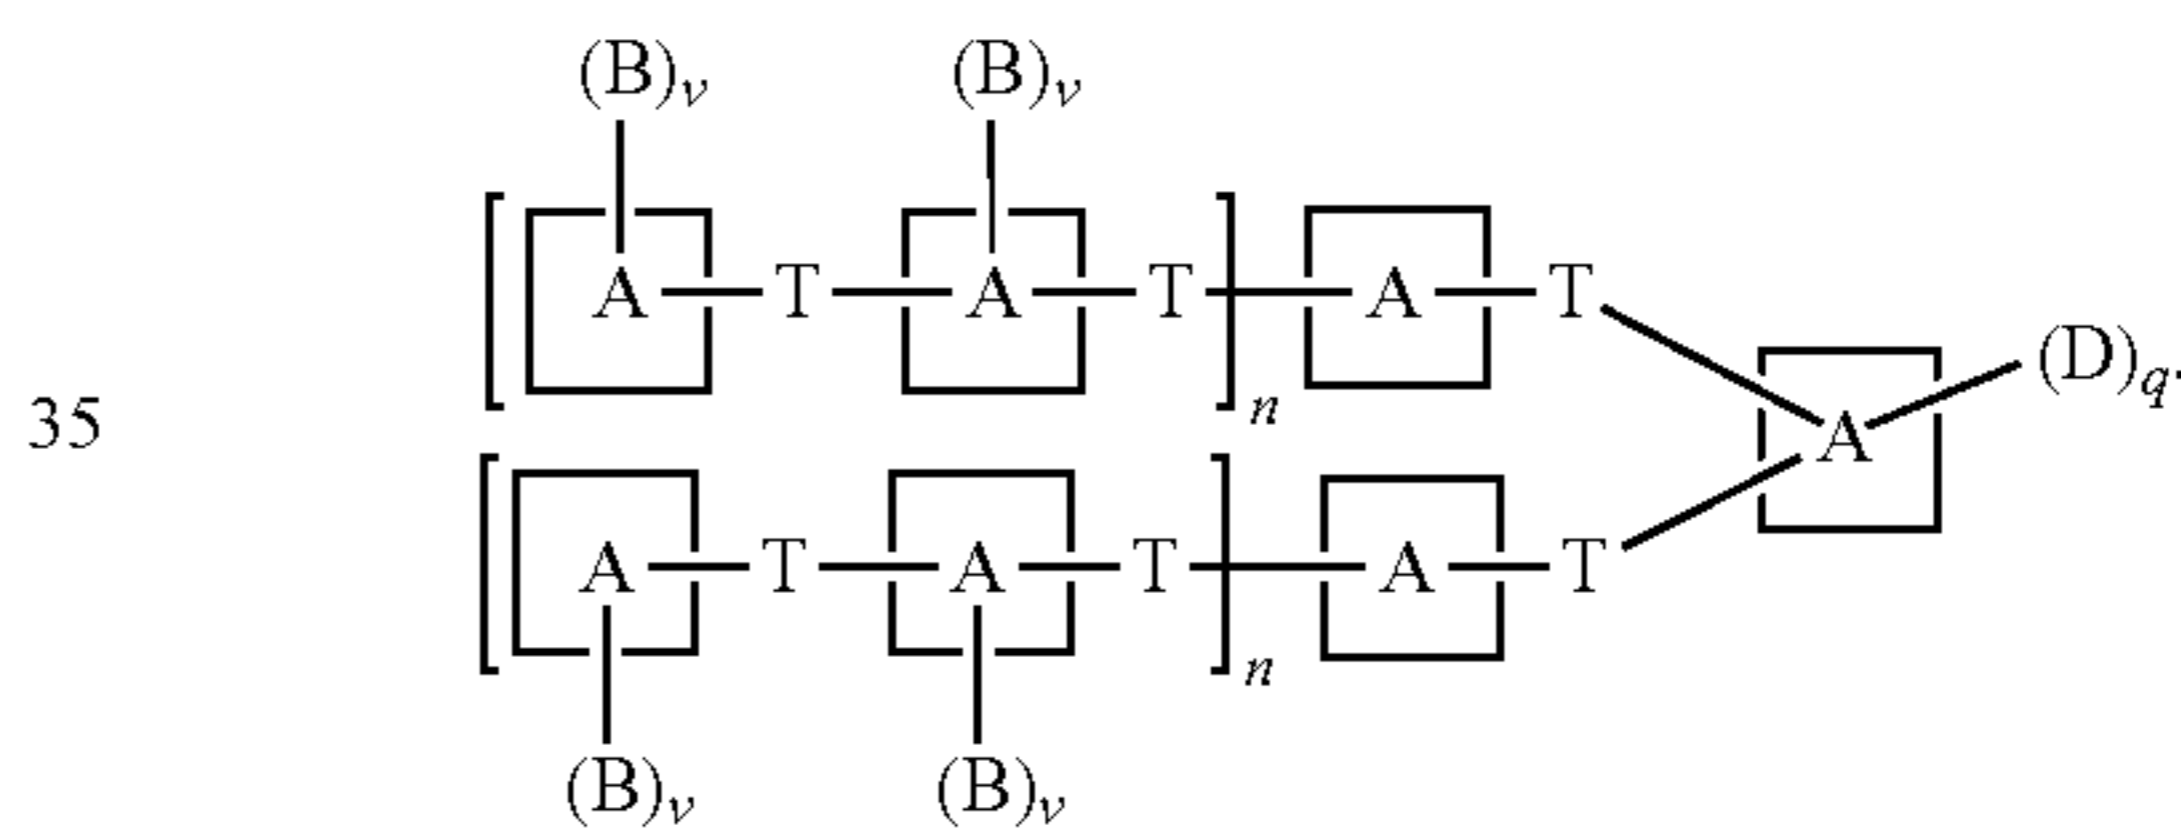 (B)v (B)v
[A—T—A—T]n—A—T
35 A—(D)q.
[A—T—A—T]n—A—T
(B)v (B)v